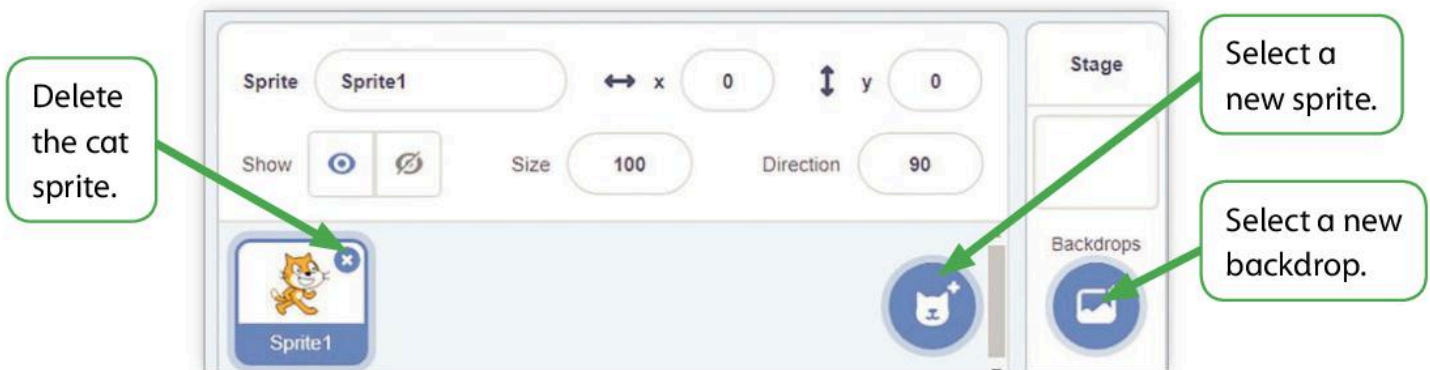 Delete
the cat
sprite.
Sprite Sprite1 x 0 y 0
Show Size 100 Direction 90
Sprite1
Stage
Backdrops
Select a
new sprite.
Select a new
backdrop.